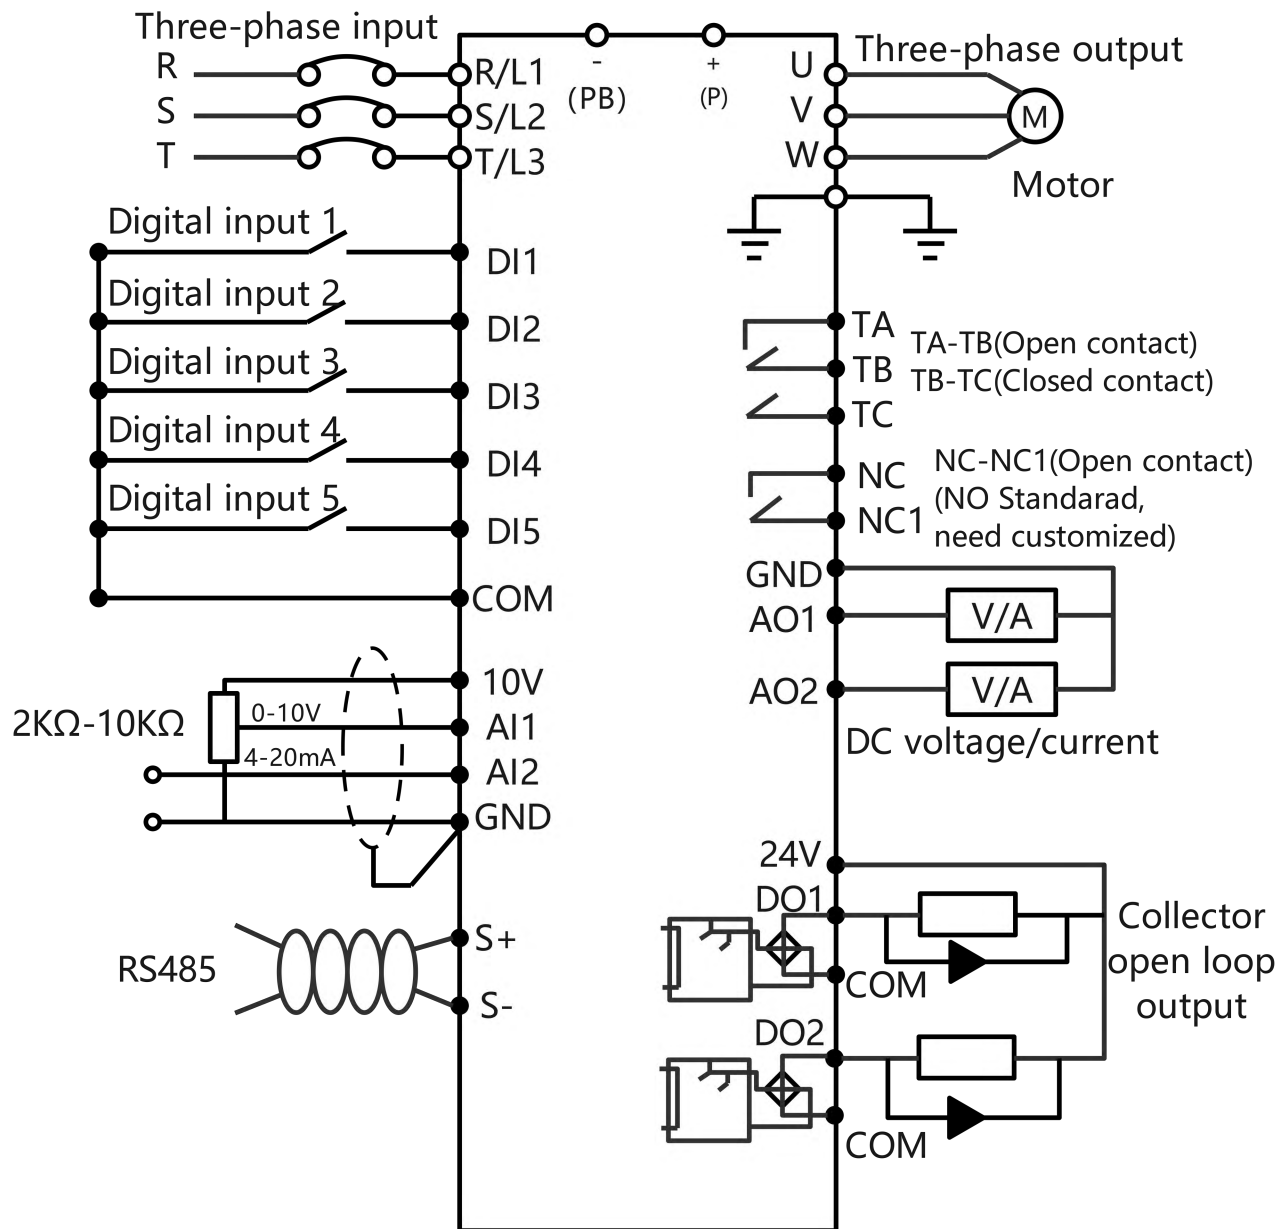 Three-phase input
R
S
T
R/L1
S/L2
T/L3
-
(PB)
+
(P)
U
V
W
Three-phase output
M
Motor
Digital input 1
DI1
Digital input 2
DI2
Digital input 3
DI3
Digital input 4
DI4
Digital input 5
DI5
COM
TA
TB
TC
TA-TB(Open contact)
TB-TC(Closed contact)
NC
NC1
NC-NC1(Open contact)
(NO Standarad,
need customized)
GND
AO1
V/A
AO2
V/A
DC voltage/current
2KΩ-10KΩ
0-10V
4-20mA
10V
AI1
AI2
GND
RS485
S+
S-
24V
DO1
COM
DO2
COM
Collector
open loop
output